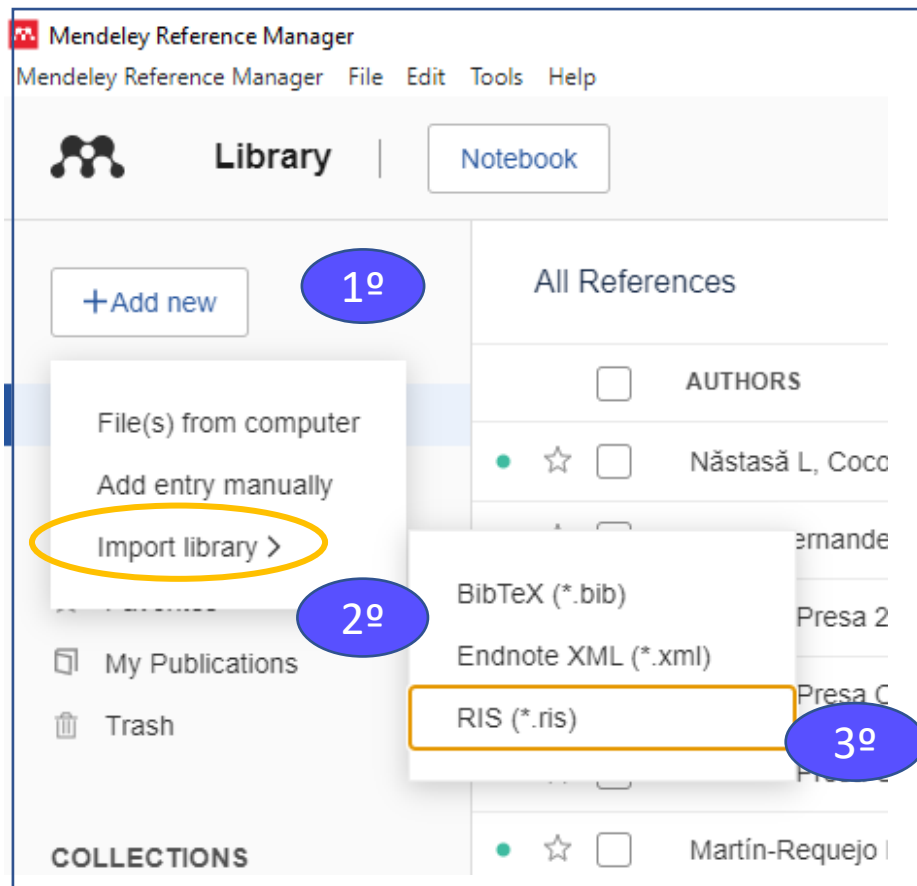 Mendeley Reference Manager
Mendeley Reference Manager File Edit Tools Help
Library | Notebook
+Add new
1º
All References
AUTHORS
File(s) from computer
Add entry manually
Import library >
Năstasă L, Coco
ernande
2º
BibTeX (*.bib)
Presa 2
Endnote XML (*.xml)
My Publications
RIS (*.ris)
Presa C
3º
Trash
COLLECTIONS
Martín-Requejo